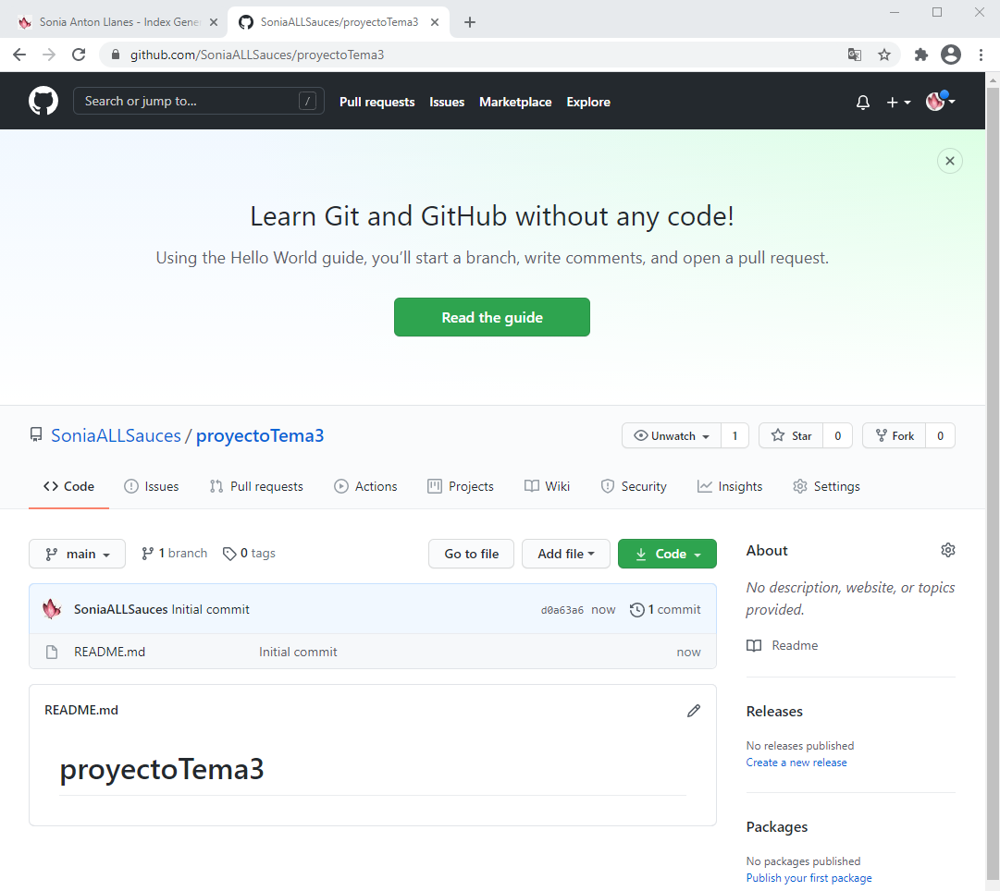 Sonia Anton Llanes - Index Gene
SoniaALLSauces/proyectoTema3
github.com/SoniaALLSauces/proyectoTema3
Search or jump to... /
Pull requests Issues Marketplace Explore
Learn Git and GitHub without any code!
Using the Hello World guide, you’ll start a branch, write comments, and open a pull request.
Read the guide
SoniaALLSauces / proyectoTema3
Unwatch 1 Star 0 Fork 0
Code Issues Pull requests Actions Projects Wiki Security Insights Settings
main 1 branch 0 tags Go to file Add file Code
SoniaALLSauces Initial commit d0a63a6 now 1 commit
README.md Initial commit now
README.md
proyectoTema3
About
No description, website, or topics
provided.
Readme
Releases
No releases published
Create a new release
Packages
No packages published
Publish your first package